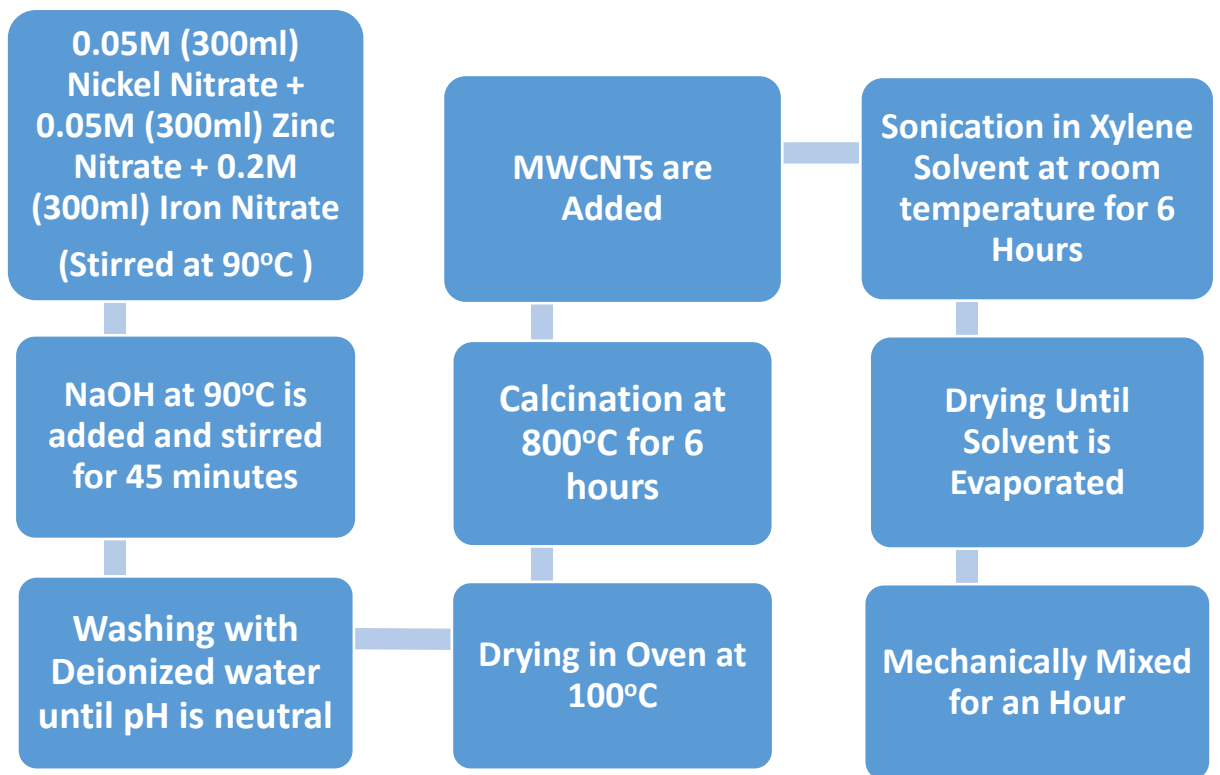 0.05M (300ml)
Nickel Nitrate +
0.05M (300ml) Zinc
Nitrate + 0.2M
(300ml) Iron Nitrate
(Stirred at 90ºC )
NaOH at 90ºC is
added and stirred
for 45 minutes
Washing with
Deionized water
until pH is neutral
Drying in Oven at
100ºC
Calcination at
800ºC for 6
hours
MWCNTs are
Added
Sonication in Xylene
Solvent at room
temperature for 6
Hours
Drying Until
Solvent is
Evaporated
Mechanically Mixed
for an Hour